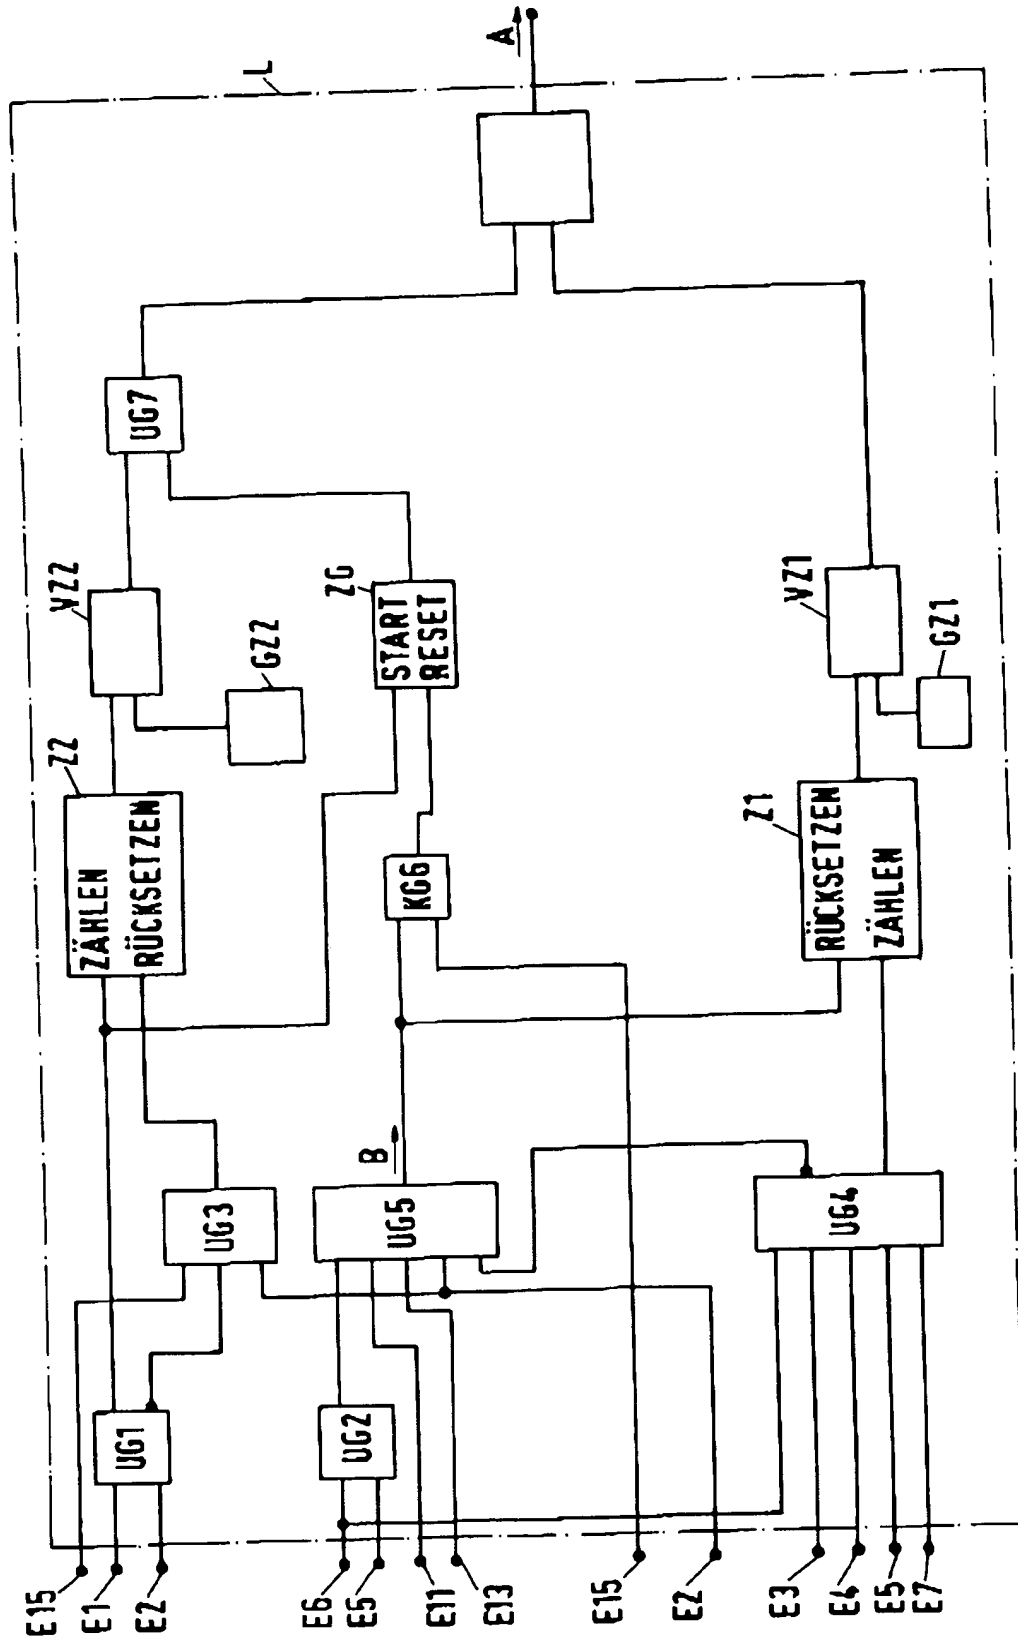 A
L
UG7
VZ2
GZ2
ZG
START
RESET
VZ1
GZ1
Z2
ZÄHLEN
RÜCKSETZEN
KG6
Z1
RÜCKSETZEN
ZÄHLEN
B
UG3
UG5
UG4
UG1
UG2
E15
E1
E2
E6
E5
E11
E13
E15
E2
E3
E4
E5
E7